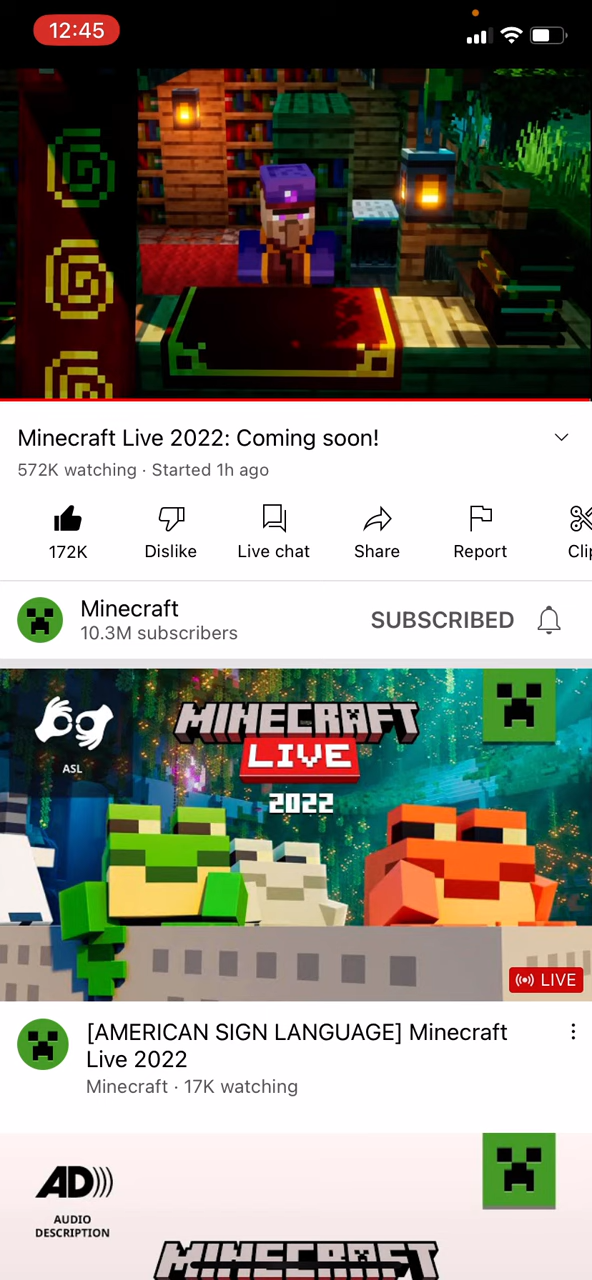 12:45
Minecraft Live 2022: Coming soon!
572K watching · Started 1h ago
172K
Dislike
Live chat
Share
Report
Clip
Minecraft
10.3M subscribers
SUBSCRIBED
ASL
MINECRAFT
LIVE
2022
LIVE
[AMERICAN SIGN LANGUAGE] Minecraft
Live 2022
Minecraft · 17K watching
AD
AUDIO
DESCRIPTION
MINECRAFT